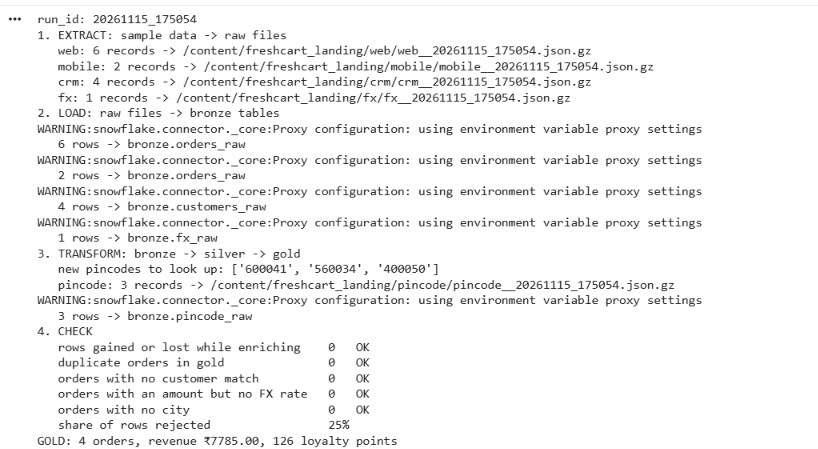 ••• run_id: 20261115_175054
1. EXTRACT: sample data -> raw files
web: 6 records -> /content/freshcart_landing/web/web__20261115_175054.json.gz
mobile: 2 records -> /content/freshcart_landing/mobile/mobile__20261115_175054.json.gz
crm: 4 records -> /content/freshcart_landing/crm/crm__20261115_175054.json.gz
fx: 1 records -> /content/freshcart_landing/fx/fx__20261115_175054.json.gz
2. LOAD: raw files -> bronze tables
WARNING:snowflake.connector._core:Proxy configuration: using environment variable proxy settings
6 rows -> bronze.orders_raw
WARNING:snowflake.connector._core:Proxy configuration: using environment variable proxy settings
2 rows -> bronze.orders_raw
WARNING:snowflake.connector._core:Proxy configuration: using environment variable proxy settings
4 rows -> bronze.customers_raw
WARNING:snowflake.connector._core:Proxy configuration: using environment variable proxy settings
1 rows -> bronze.fx_raw
3. TRANSFORM: bronze -> silver -> gold
new pincodes to look up: ['600041', '560034', '400050']
pincode: 3 records -> /content/freshcart_landing/pincode/pincode__20261115_175054.json.gz
WARNING:snowflake.connector._core:Proxy configuration: using environment variable proxy settings
3 rows -> bronze.pincode_raw
4. CHECK
rows gained or lost while enriching 0 OK
duplicate orders in gold 0 OK
orders with no customer match 0 OK
orders with an amount but no FX rate 0 OK
orders with no city 0 OK
share of rows rejected 25%
GOLD: 4 orders, revenue ₹7785.00, 126 loyalty points